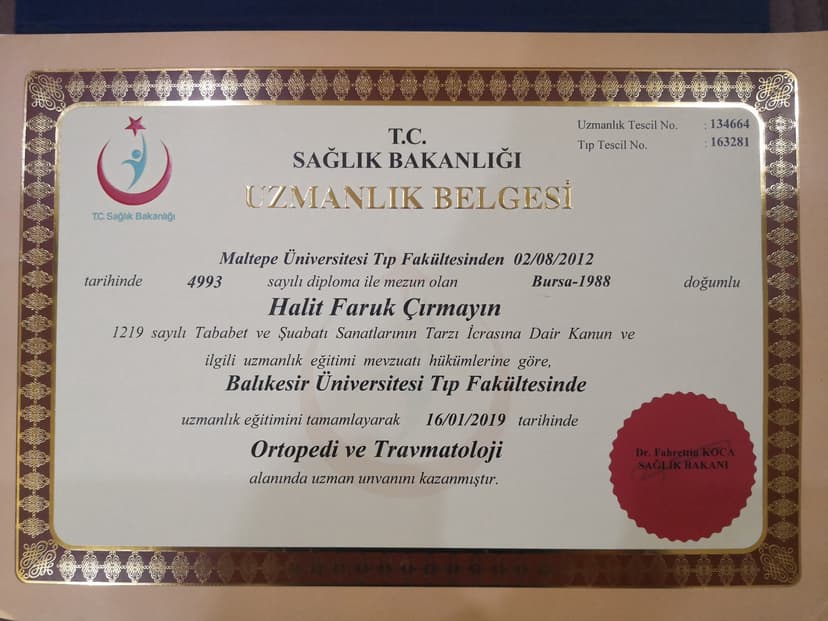 T.C. Sağlık Bakanlığı
T.C.
SAĞLIK BAKANLIĞI
UZMANLIK BELGESİ
Uzmanlık Tescil No. : 134664
Tıp Tescil No. : 163281
Maltepe Üniversitesi Tıp Fakültesinden 02/08/2012
tarihinde 4993 sayılı diploma ile mezun olan Bursa-1988 doğumlu
Halit Faruk Çırmayın
1219 sayılı Tababet ve Şuabatı Sanatlarının Tarzı İcrasına Dair Kanun ve
ilgili uzmanlık eğitimi mevzuatı hükümlerine göre,
Balıkesir Üniversitesi Tıp Fakültesinde
uzmanlık eğitimini tamamlayarak 16/01/2019 tarihinde
Ortopedi ve Travmatoloji
alanında uzman unvanını kazanmıştır.
Dr. Fahrettin KOCA
SAĞLIK BAKANI